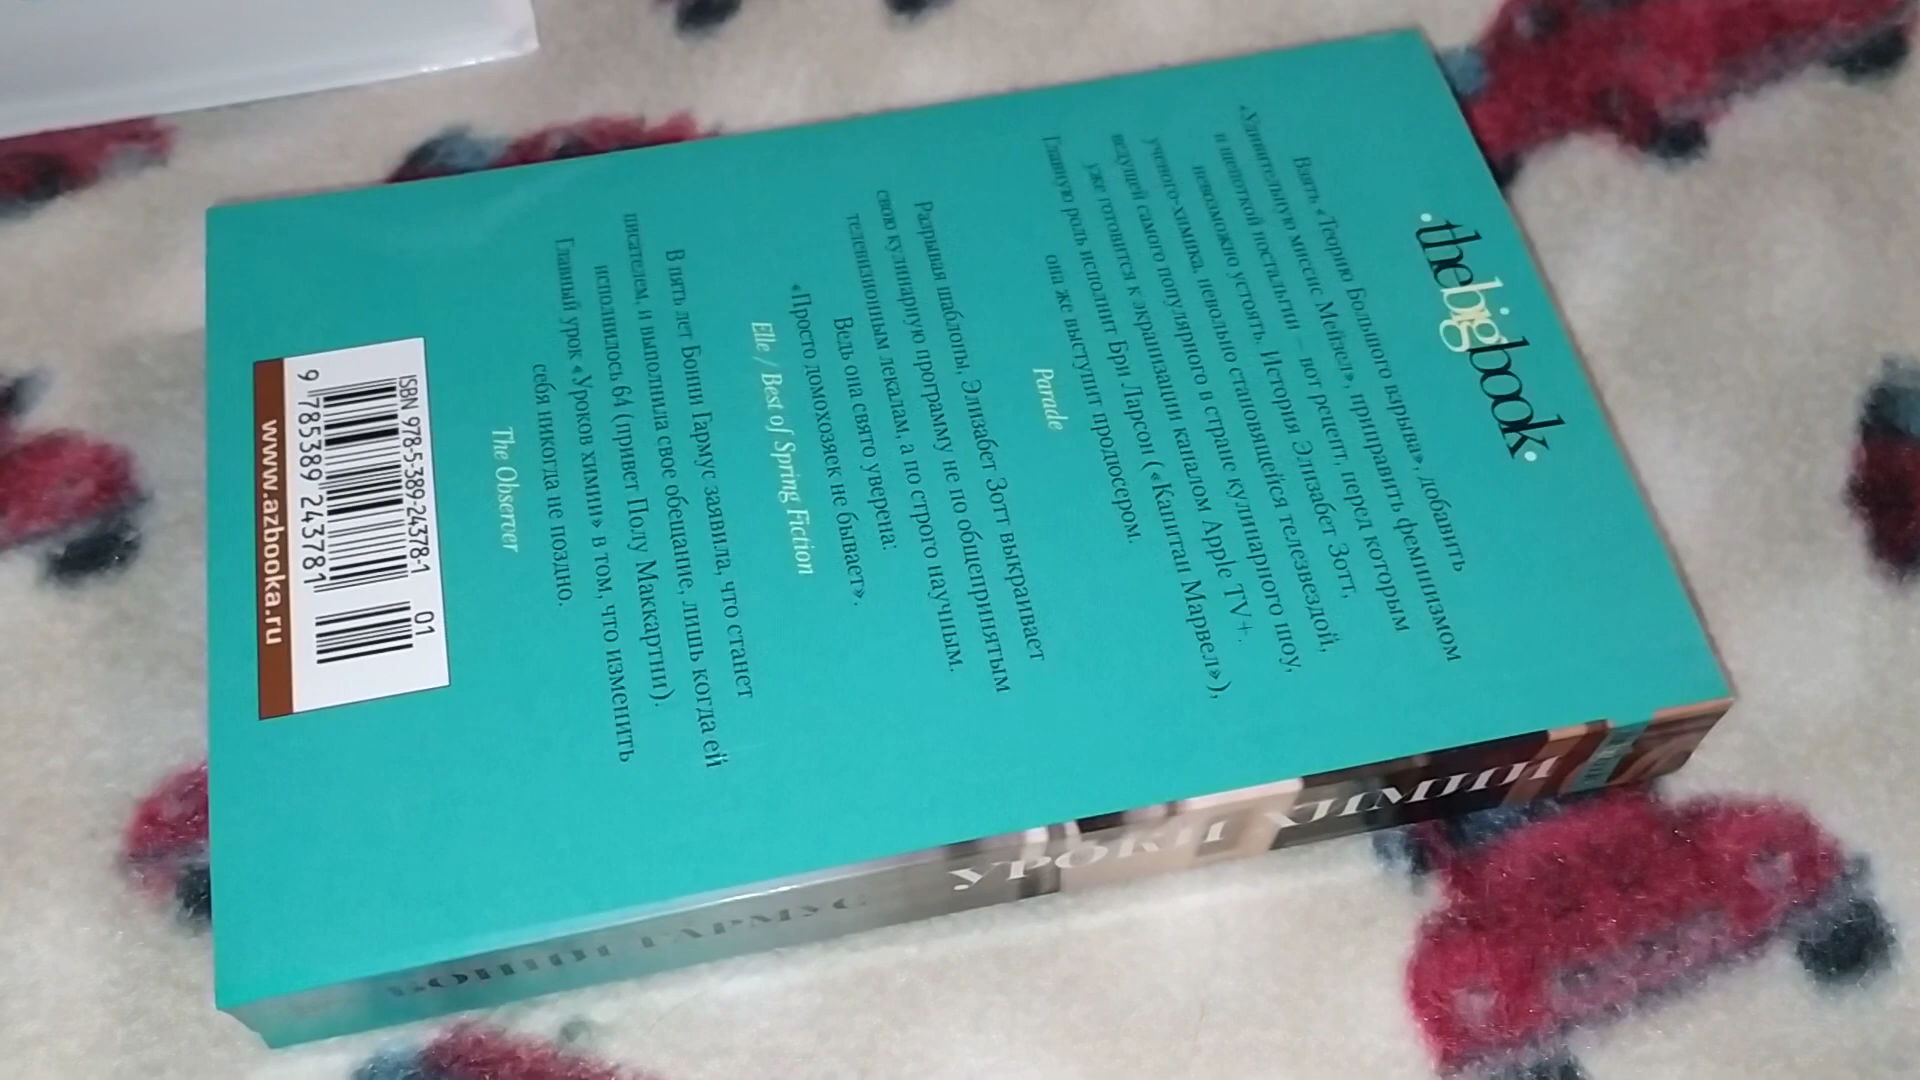 ·thebigbook·
Взять «Теорию Большого взрыва», добавить
«Удивительную миссис Мейзел», приправить феминизмом
и щепоткой ностальгии – вот рецепт, перед которым
невозможно устоять. История Элизабет Зотт,
ученого-химика, невольно становящейся телезвездой,
ведущей самого популярного в стране кулинарного шоу,
уже готовится к экранизации каналом Apple TV+.
Главную роль исполнит Бри Ларсон («Капитан Марвел»),
она же выступит продюсером.
Parade
Разрывая шаблоны, Элизабет Зотт выкраивает
свою кулинарную программу не по общепринятым
телевизионным лекалам, а по строго научным.
Ведь она свято уверена:
«Просто домохозяек не бывает».
Elle / Best of Spring Fiction
В пять лет Бонни Гармус заявила, что станет
писателем, и выполнила свое обещание, лишь когда ей
исполнилось 64 (привет Полу Маккартни).
Главный урок «Уроков химии» в том, что изменить
себя никогда не поздно.
The Observer
ISBN 978-5-389-24378-1
01
9 785389 243781
www.azbooka.ru
БОННИ ГАРМУС
УРОКИ ХИМИИ